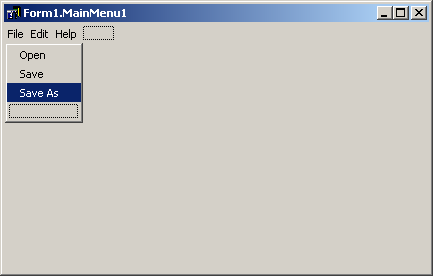 Form1.MainMenu1
File Edit Help
Open
Save
Save As